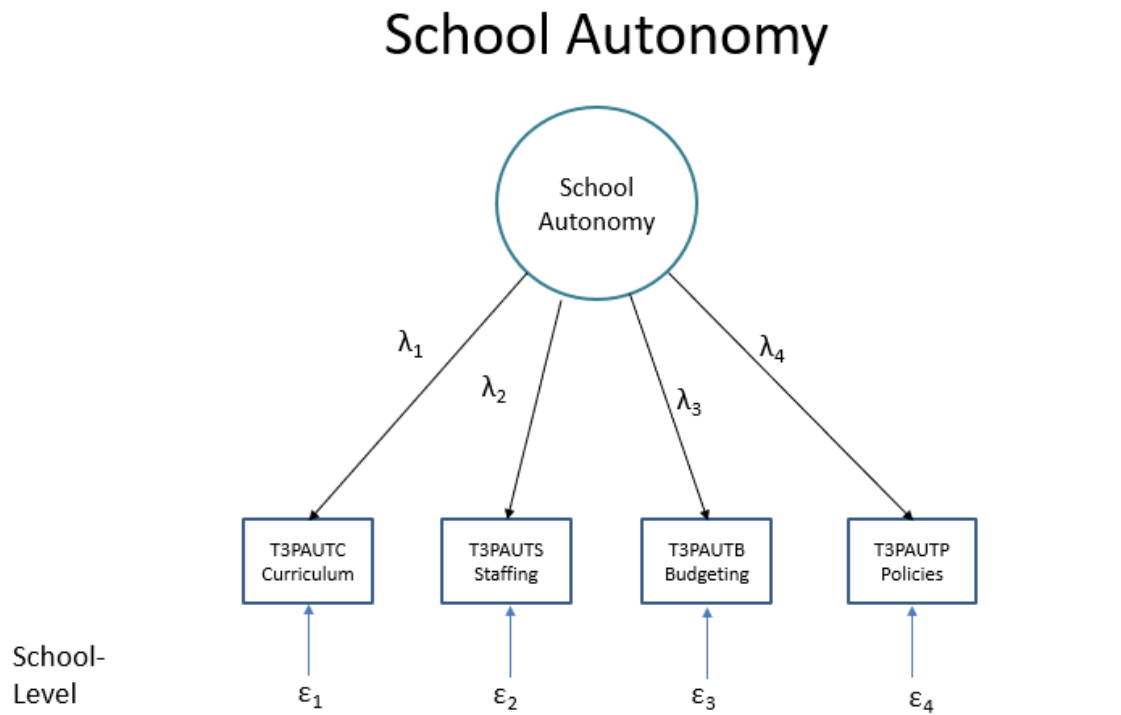 School Autonomy
School
Autonomy
λ1
λ2
λ3
λ4
T3PAUTC
Curriculum
T3PAUTS
Staffing
T3PAUTB
Budgeting
T3PAUTP
Policies
School-
Level
ε1
ε2
ε3
ε4